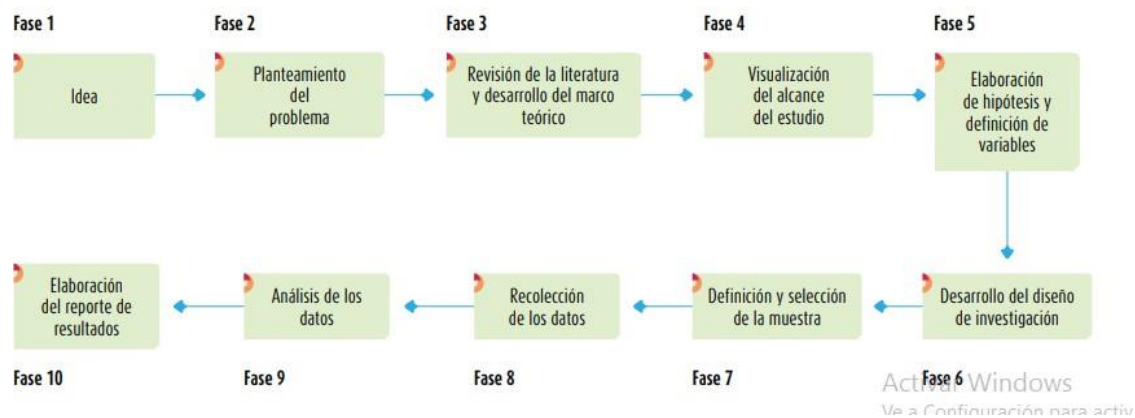 Fase 1
Fase 2
Fase 3
Fase 4
Fase 5
Idea
Planteamiento
del
problema
Revisión de la literatura
y desarrollo del marco
teórico
Visualización
del alcance
del estudio
Elaboración
de hipótesis y
definición de
variables
Elaboración
del reporte de
resultados
Análisis de los
datos
Recolección
de los datos
Definición y selección
de la muestra
Desarrollo del diseño
de investigación
Fase 10
Fase 9
Fase 8
Fase 7
Fase 6
Activar Windows
Ve a Configuración para activ